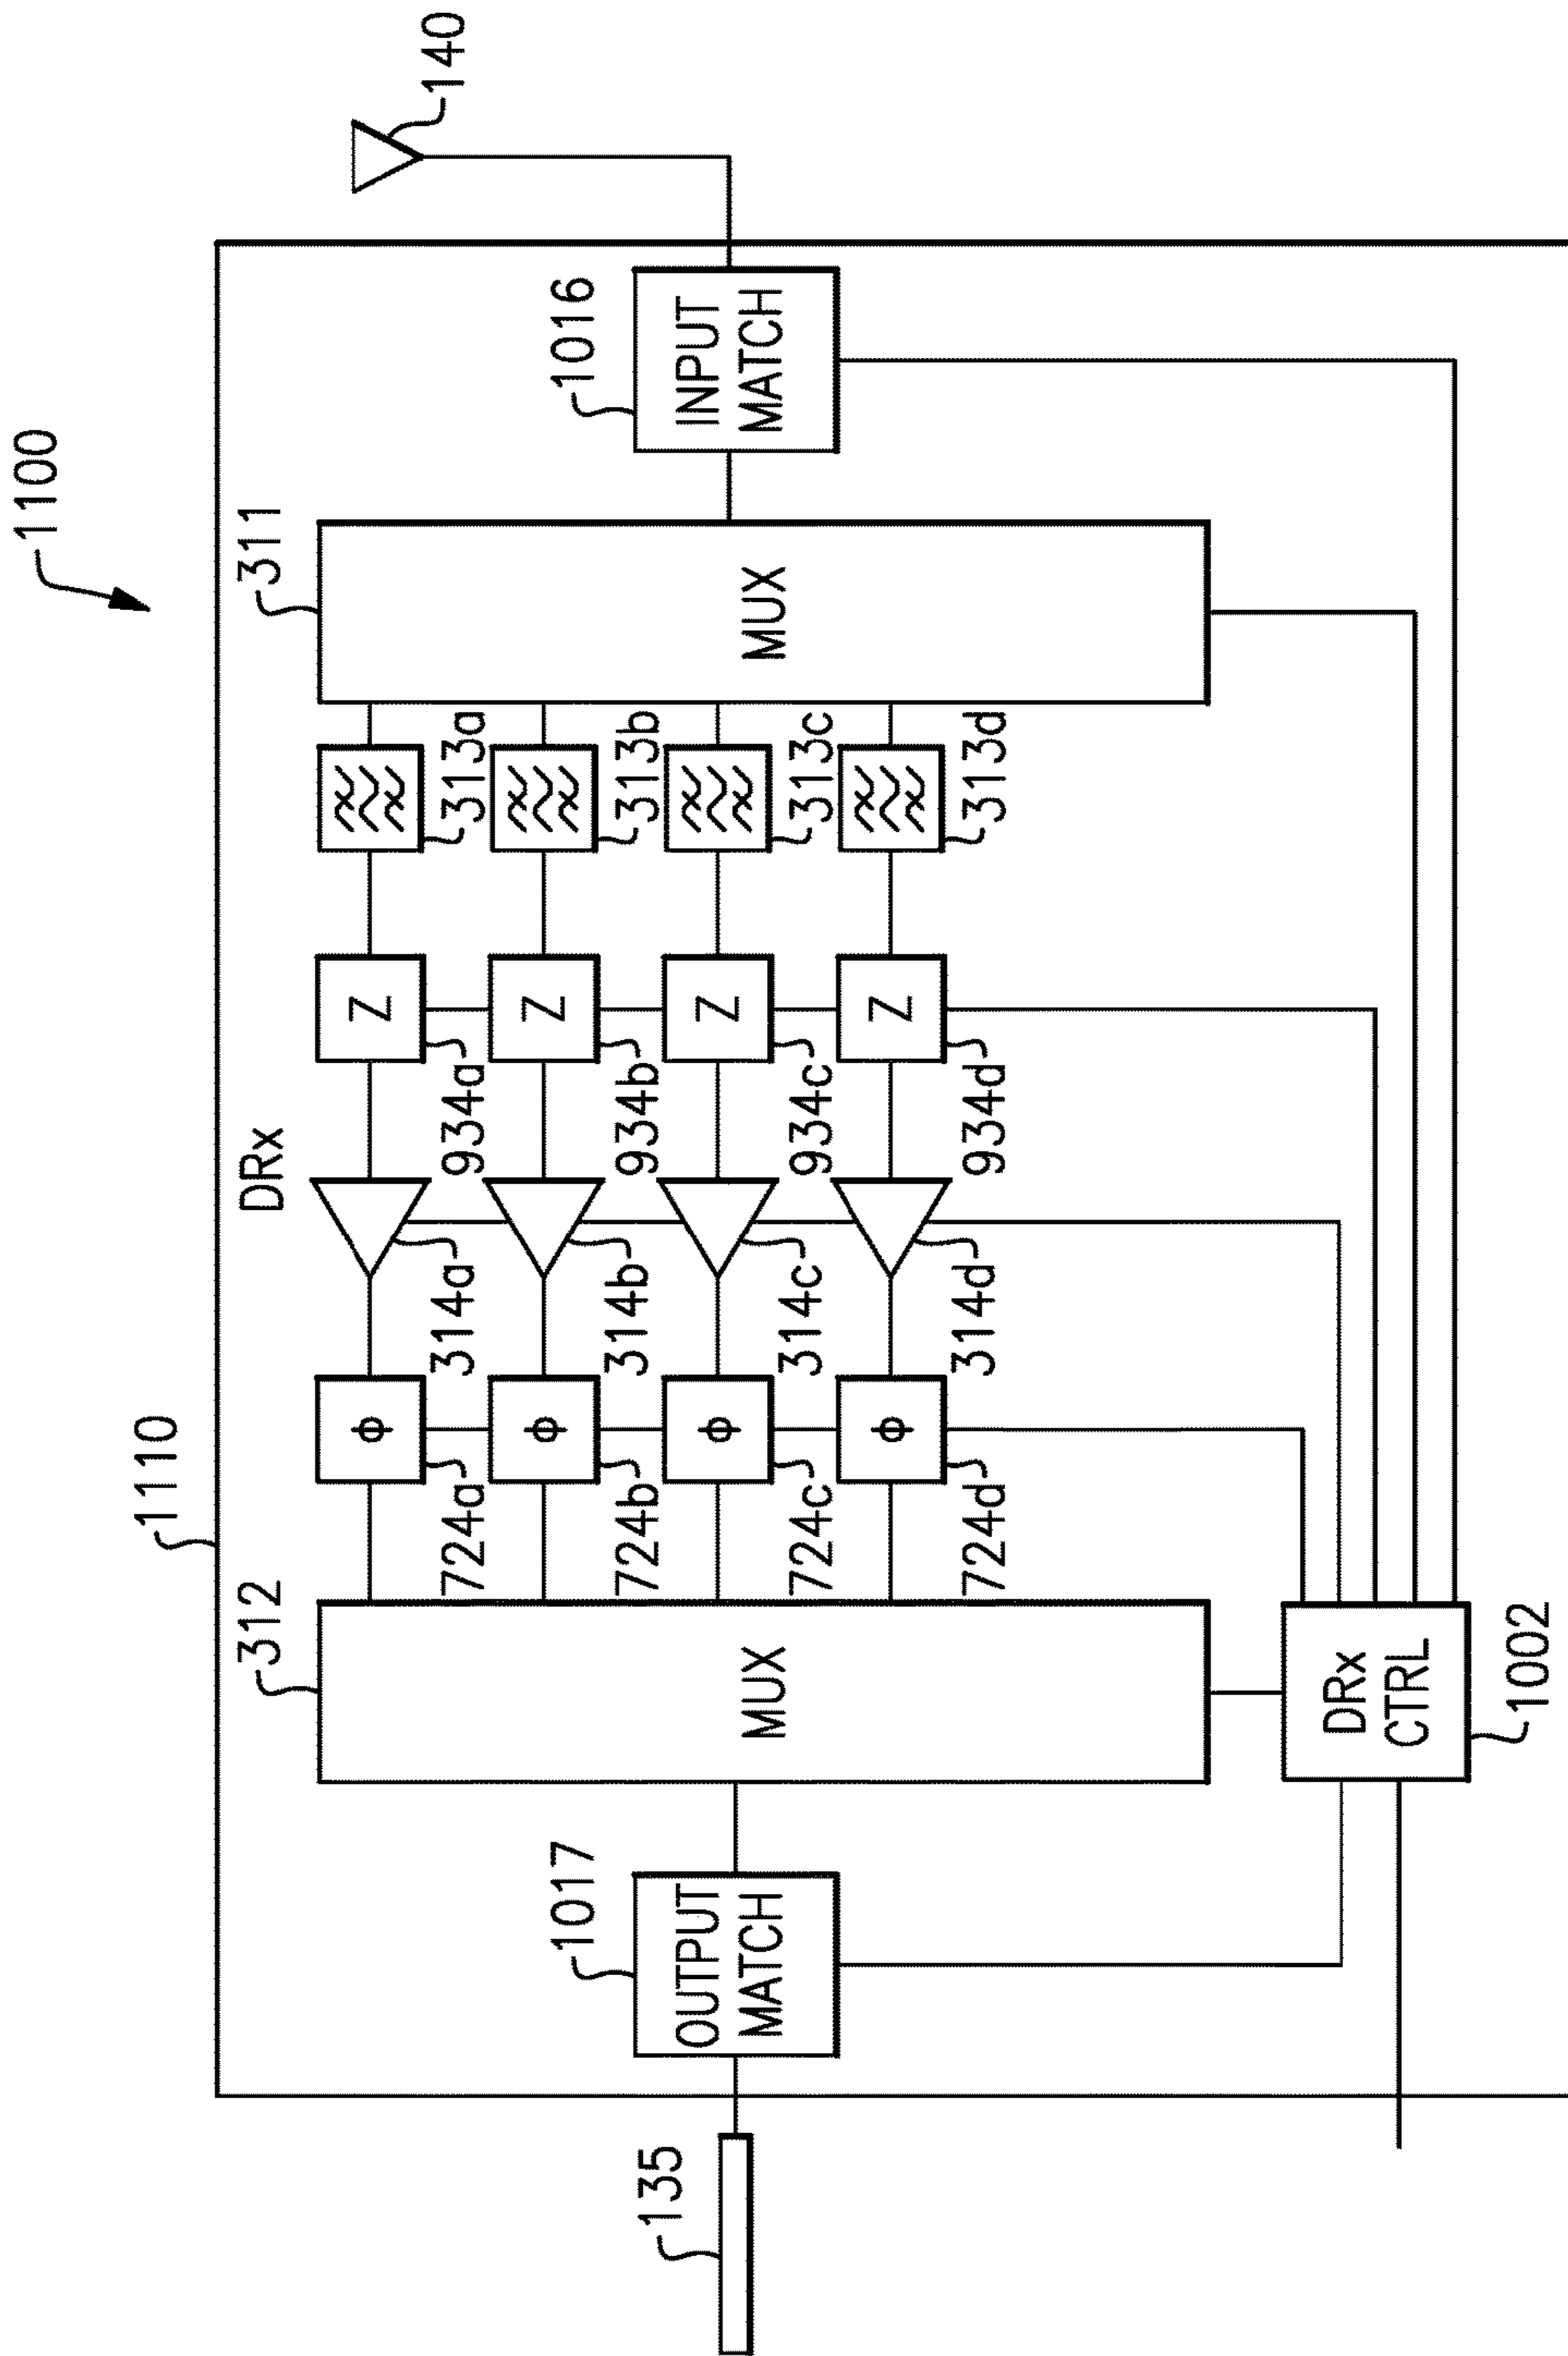 1100
1110
DRx
140
312
311
1017
1016
OUTPUT
MATCH
MUX
MUX
INPUT
MATCH
135
724a
314a
934a
313a
724b
314b
934b
313b
724c
314c
934c
313c
724d
314d
934d
313d
ϕ
ϕ
ϕ
ϕ
Z
Z
Z
Z
DRx
CTRL
1002